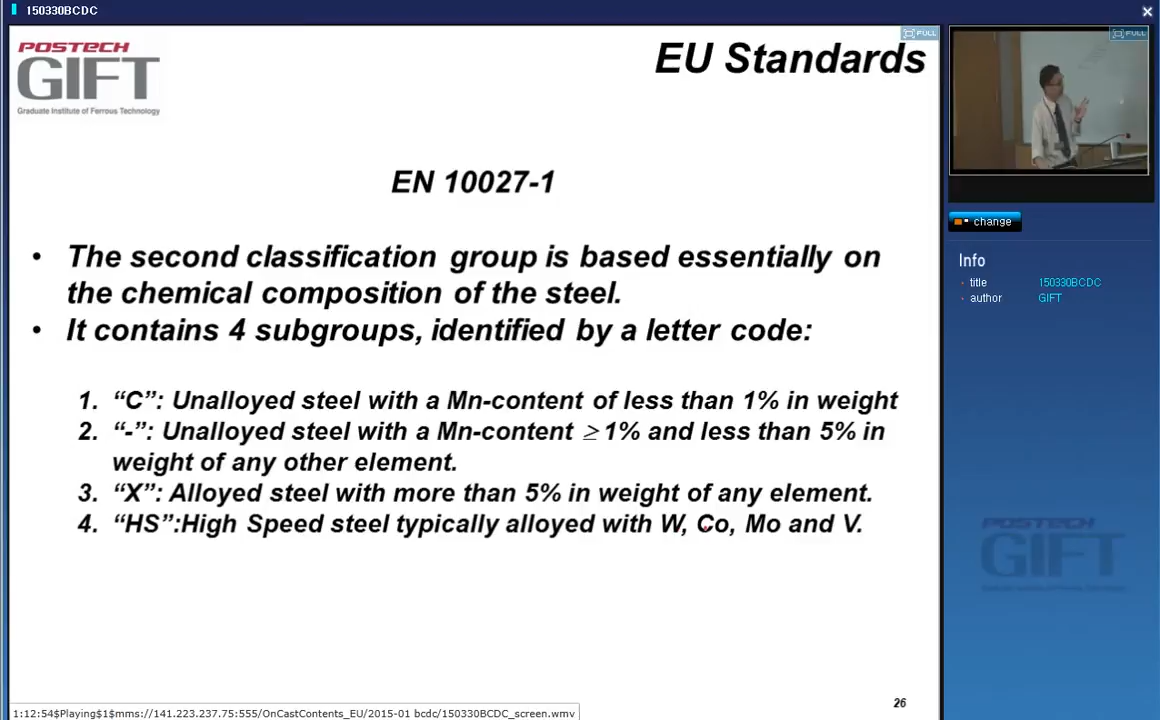 150330BCDC
POSTECH
GIFT
Graduate Institute of Ferrous Technology
FULL
EU Standards
EN 10027-1
• The second classification group is based essentially on
the chemical composition of the steel.
• It contains 4 subgroups, identified by a letter code:
1. “C”: Unalloyed steel with a Mn-content of less than 1% in weight
2. “-”: Unalloyed steel with a Mn-content ≥1% and less than 5% in
weight of any other element.
3. “X”: Alloyed steel with more than 5% in weight of any element.
4. “HS”:High Speed steel typically alloyed with W, Co, Mo and V.
26
1:12:54$Playing$1$mms://141.223.237.75:555/OnCastContents_EU/2015-01 bcdc/150330BCDC_screen.wmv
FULL
change
Info
title 150330BCDC
author GIFT
POSTECH
GIFT